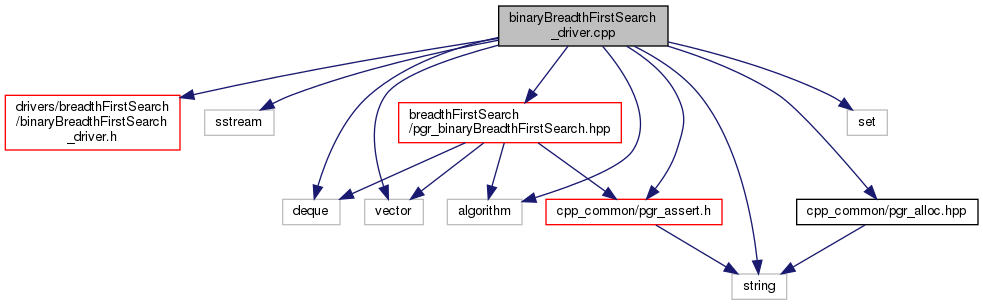 binaryBreadthFirstSearch
_driver.cpp
drivers/breadthFirstSearch
/binaryBreadthFirstSearch
_driver.h
sstream
breadthFirstSearch
/pgr_binaryBreadthFirstSearch.hpp
set
deque
vector
algorithm
cpp_common/pgr_assert.h
cpp_common/pgr_alloc.hpp
string